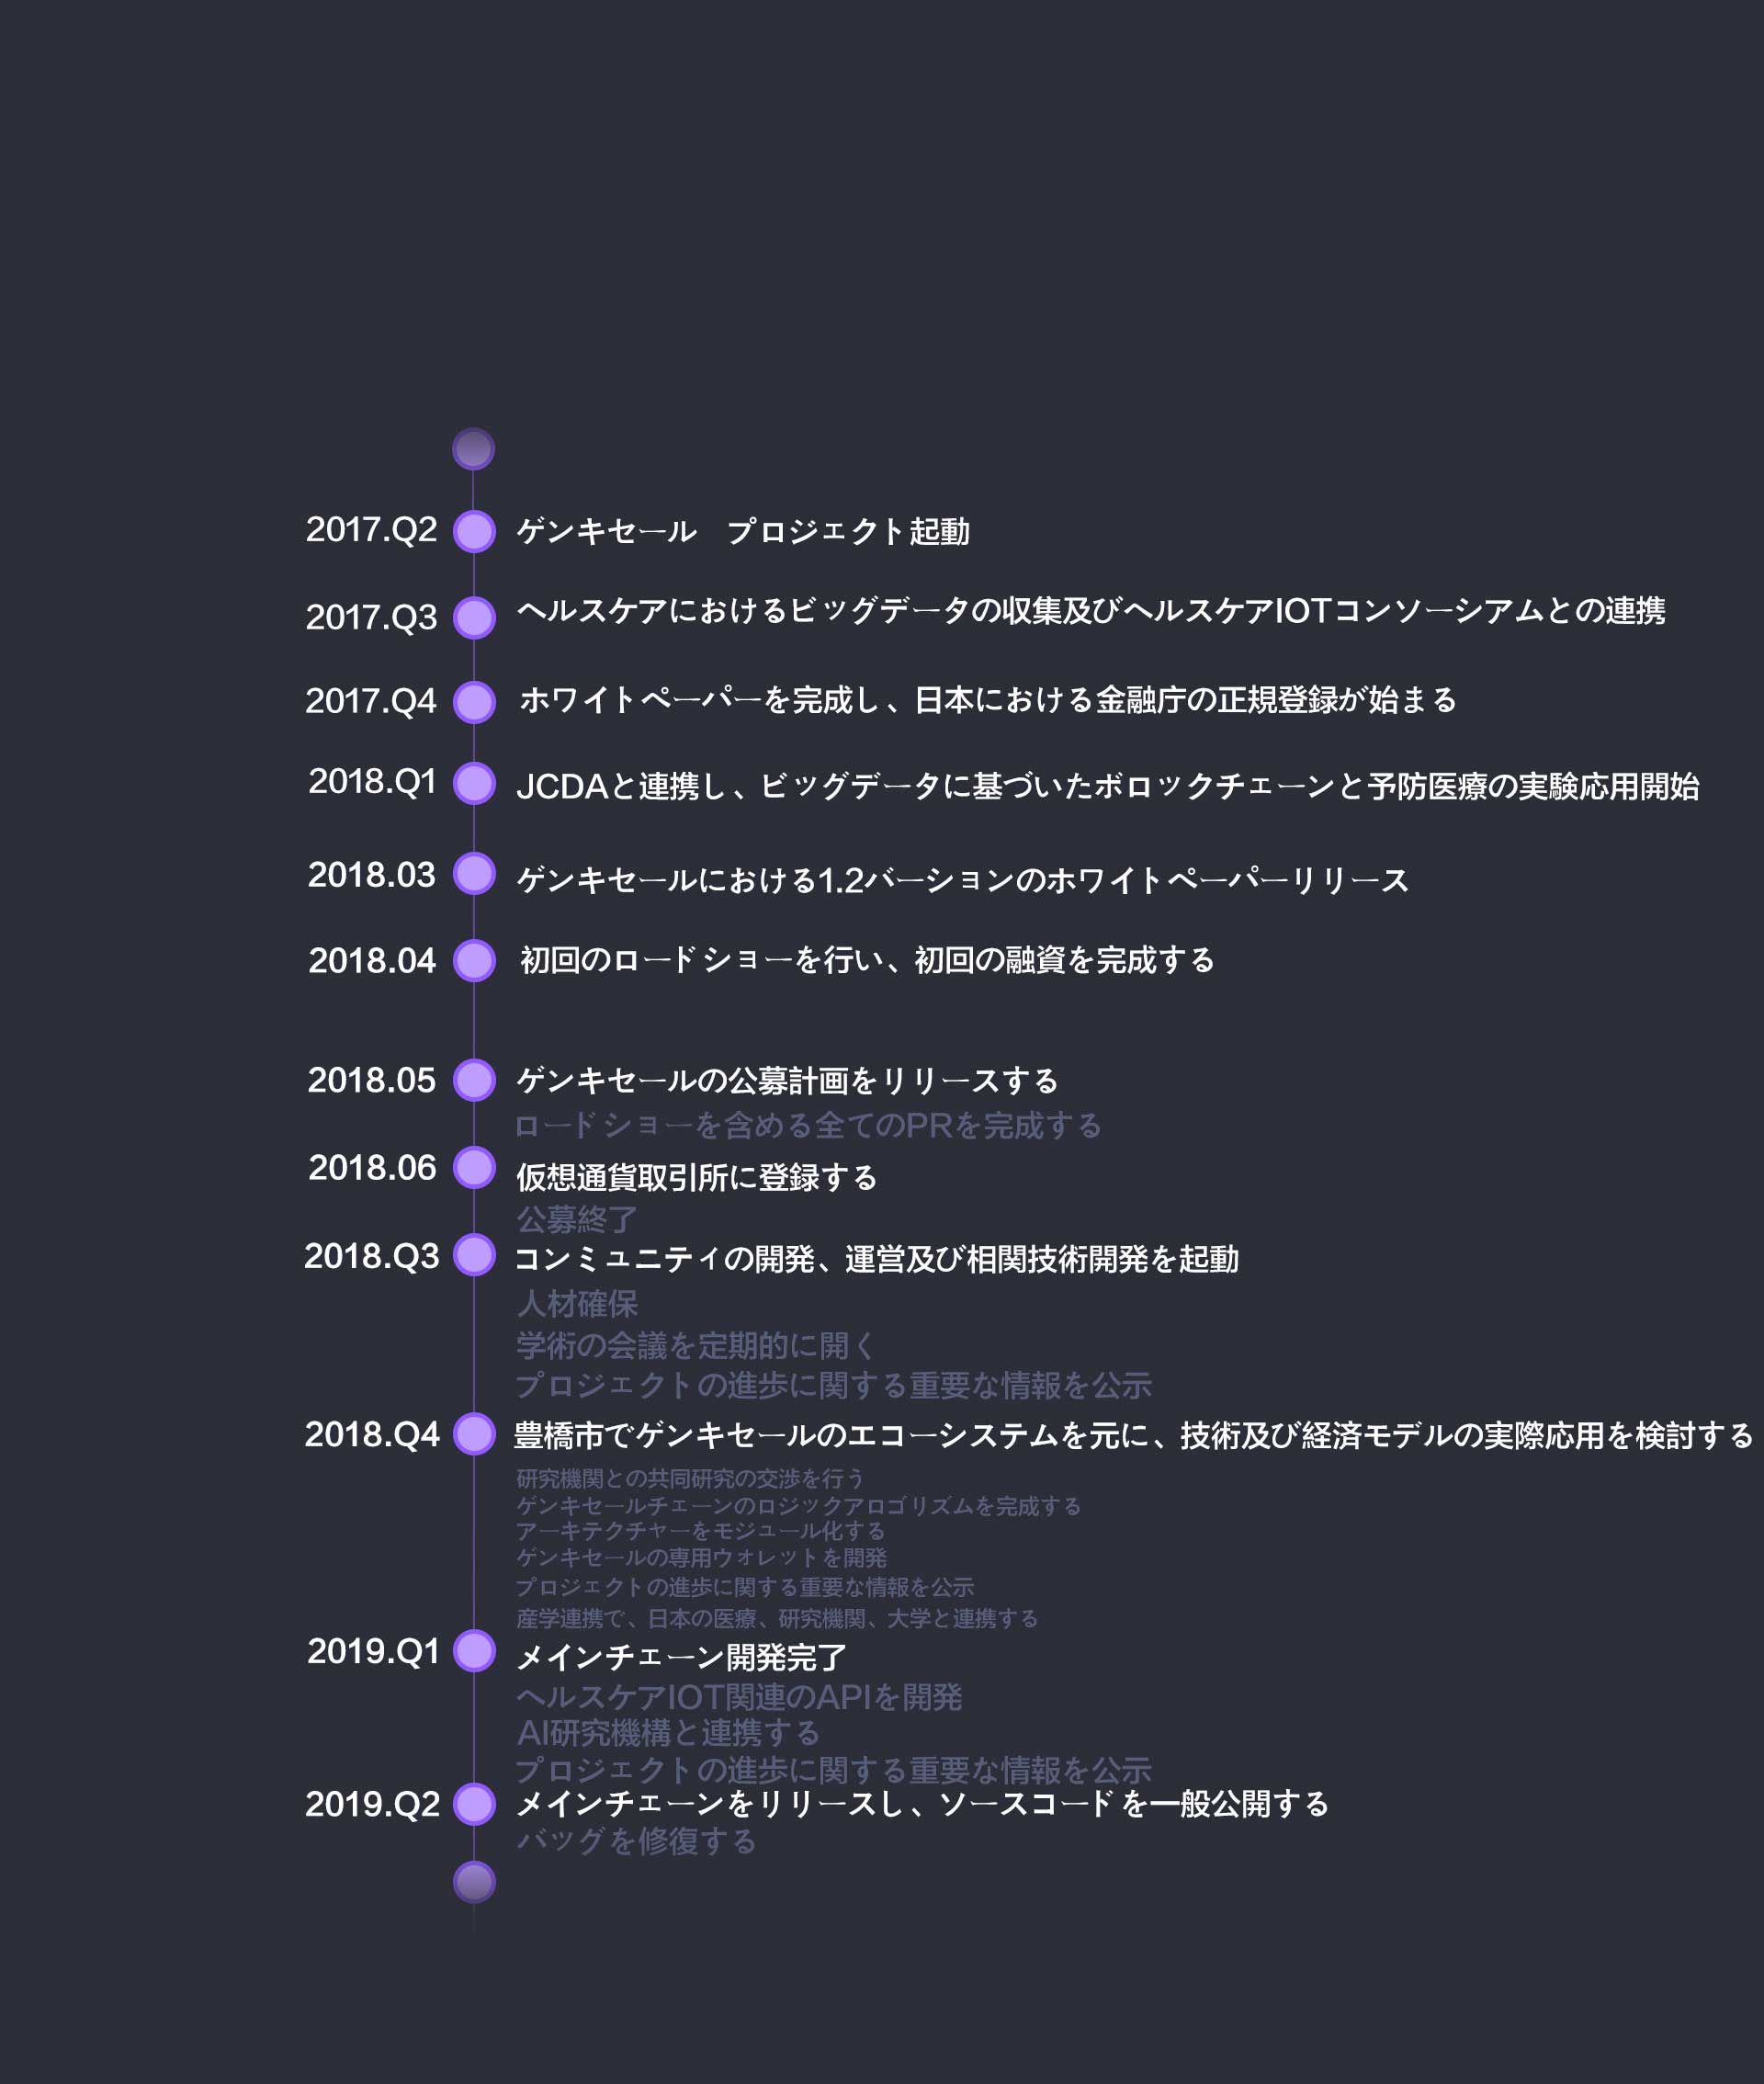 2017.Q2 ゲンキセール　プロジェクト起動
2017.Q3 ヘルスケアにおけるビッグデータの収集及びヘルスケアIOTコンソーシアムとの連携
2017.Q4 ホワイトペーパーを完成し、日本における金融庁の正規登録が始まる
2018.Q1 JCDAと連携し、ビッグデータに基づいたボロックチェーンと予防医療の実験応用開始
2018.03 ゲンキセールにおける1.2バーションのホワイトペーパーリリース
2018.04 初回のロードショーを行い、初回の融資を完成する
2018.05 ゲンキセールの公募計画をリリースする
ロードショーを含める全てのPRを完成する
2018.06 仮想通貨取引所に登録する
公募終了
2018.Q3 コンミュニティの開発、運営及び相関技術開発を起動
人材確保
学術の会議を定期的に開く
プロジェクトの進歩に関する重要な情報を公示
2018.Q4 豊橋市でゲンキセールのエコーシステムを元に、技術及び経済モデルの実際応用を検討する
研究機関との共同研究の交渉を行う
ゲンキセールチェーンのロジックアロゴリズムを完成する
アーキテクチャーをモジュール化する
ゲンキセールの専用ウォレットを開発
プロジェクトの進歩に関する重要な情報を公示
産学連携で、日本の医療、研究機関、大学と連携する
2019.Q1 メインチェーン開発完了
ヘルスケアIOT関連のAPIを開発
AI研究機構と連携する
プロジェクトの進歩に関する重要な情報を公示
2019.Q2 メインチェーンをリリースし、ソースコードを一般公開する
バッグを修復する